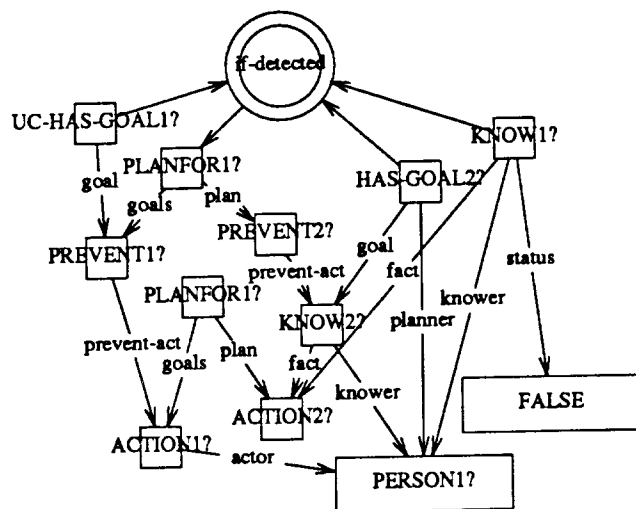 if-detected
UC-HAS-GOAL1?
KNOW1?
PLANFOR1?
HAS-GOAL2?
goal
goals
plan
PREVENT2?
PREVENT1?
goal
status
prevent-act
fact
PLANFOR1?
knower
KNOW2?
planner
prevent-act
goals
plan
fact
knower
FALSE
ACTION2?
ACTION1?
actor
PERSON1?